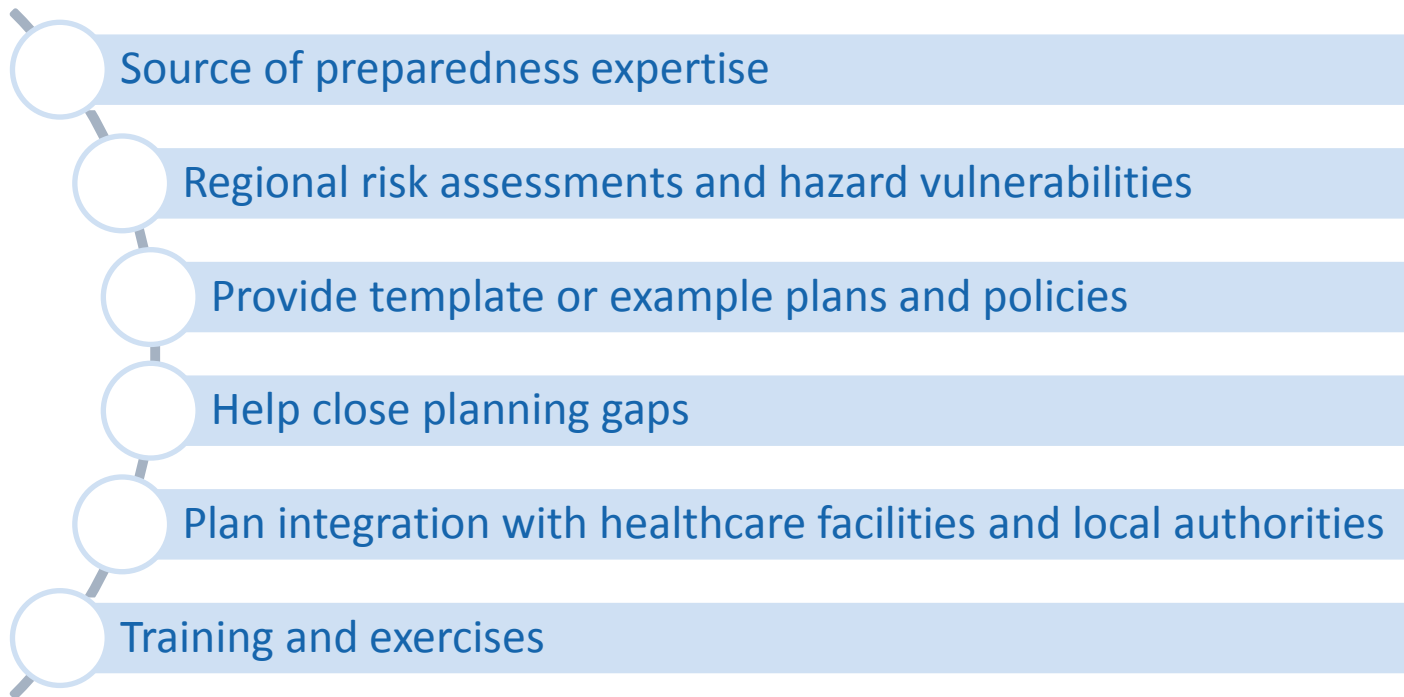 Source of preparedness expertise
Regional risk assessments and hazard vulnerabilities
Provide template or example plans and policies
Help close planning gaps
Plan integration with healthcare facilities and local authorities
Training and exercises